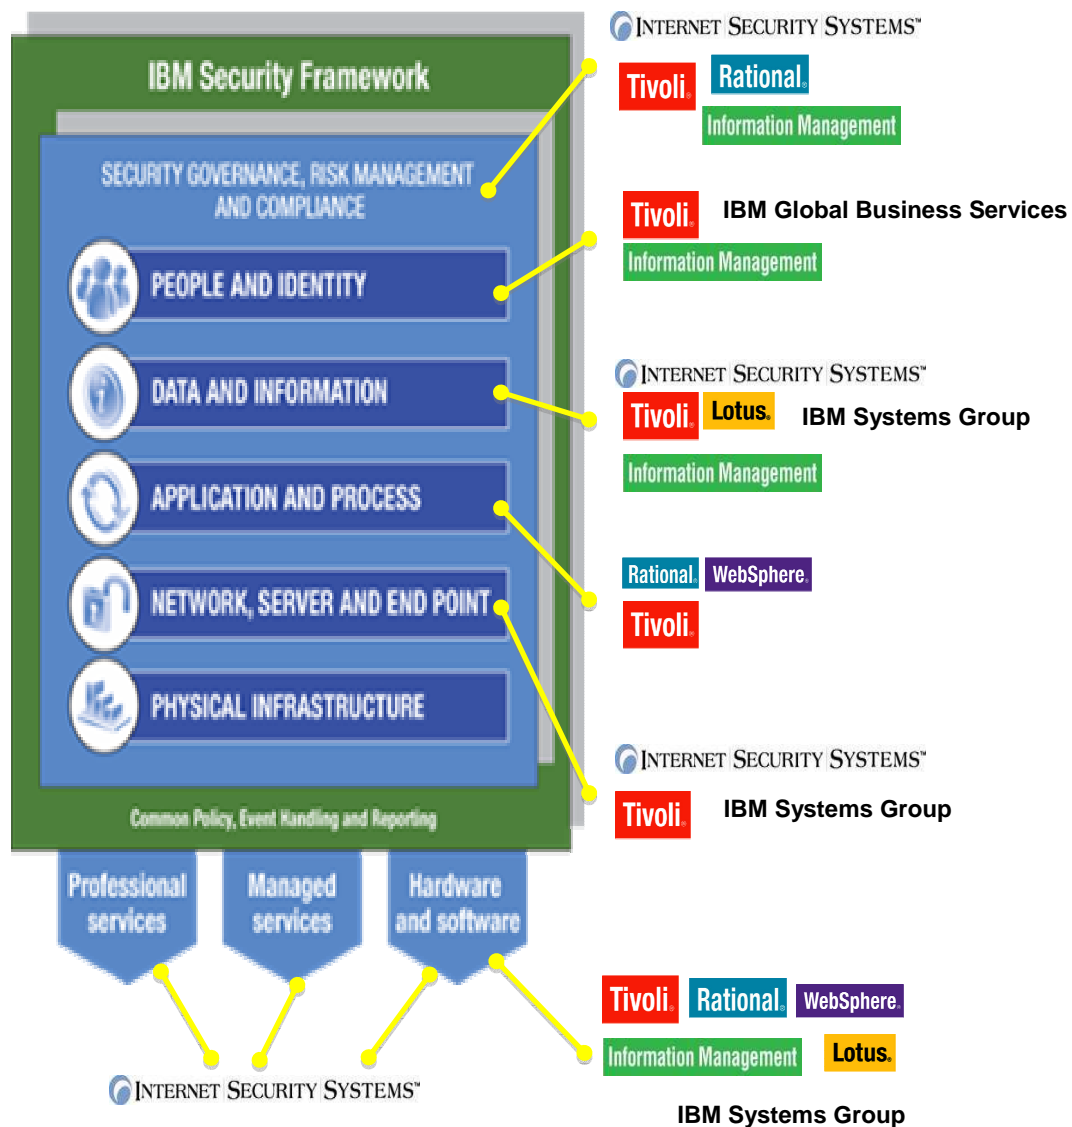 IBM Security Framework
SECURITY GOVERNANCE, RISK MANAGEMENT
AND COMPLIANCE
PEOPLE AND IDENTITY
DATA AND INFORMATION
APPLICATION AND PROCESS
NETWORK, SERVER AND END POINT
PHYSICAL INFRASTRUCTURE
Common Policy, Event Handling and Reporting
Professional
services
Managed
services
Hardware
and software
INTERNET SECURITY SYSTEMS™
INTERNET SECURITY SYSTEMS™
Tivoli®
Rational®
Information Management
Tivoli®
IBM Global Business Services
Information Management
INTERNET SECURITY SYSTEMS™
Tivoli®
Lotus®
IBM Systems Group
Information Management
Rational®
WebSphere®
Tivoli®
INTERNET SECURITY SYSTEMS™
Tivoli®
IBM Systems Group
Tivoli®
Rational®
WebSphere®
Information Management
Lotus®
IBM Systems Group